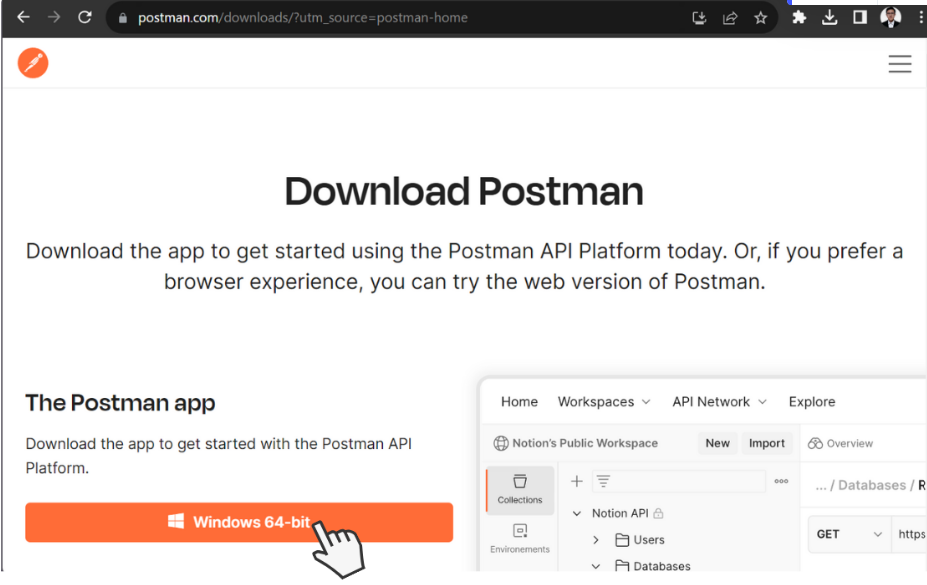 postman.com/downloads/?utm_source=postman-home
Download Postman
Download the app to get started using the Postman API Platform today. Or, if you prefer a
browser experience, you can try the web version of Postman.
The Postman app
Download the app to get started with the Postman API
Platform.
Windows 64-bit
Home Workspaces API Network Explore
Notion's Public Workspace New Import Overview
Collections
... / Databases / R
Notion API
GET https
Users
Environements
Databases